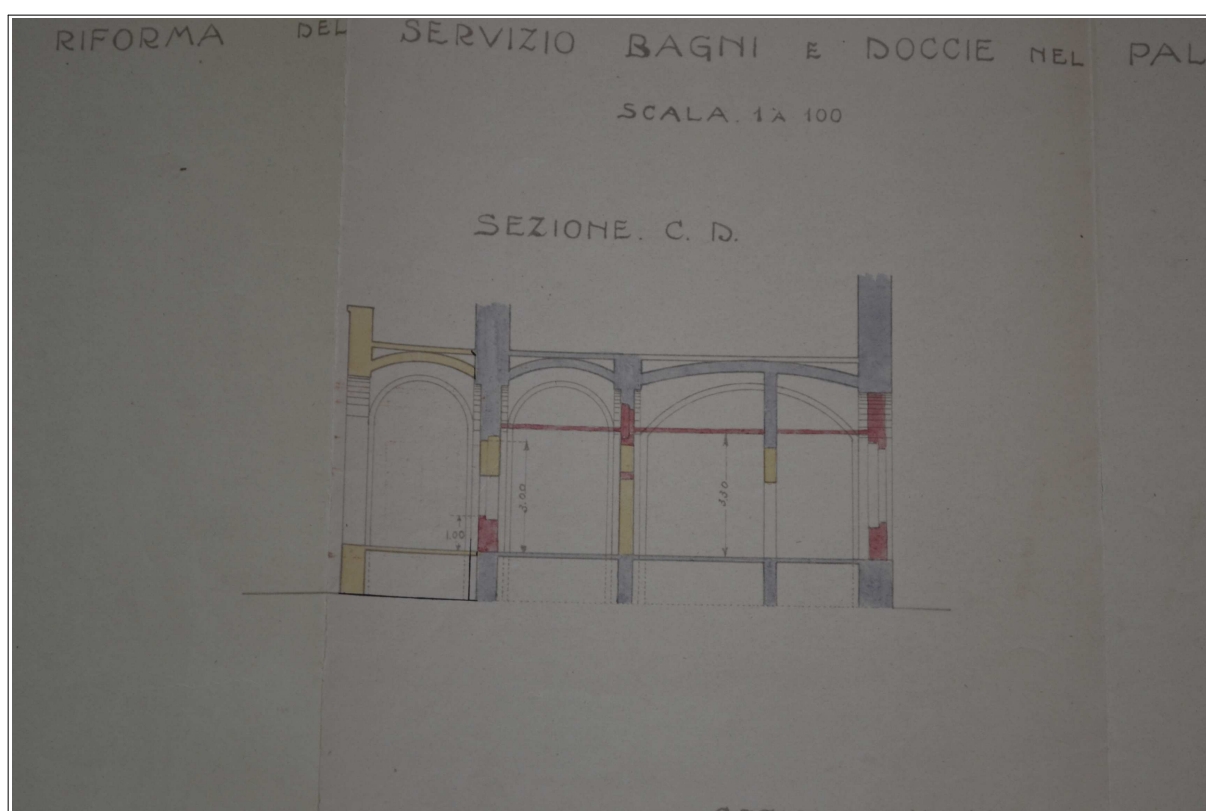 RIFORMA DEL SERVIZIO BAGNI E DOCCIE NEL PAL
SCALA. 1 A 100
SEZIONE. C. D.
3.00
3.30
1.00